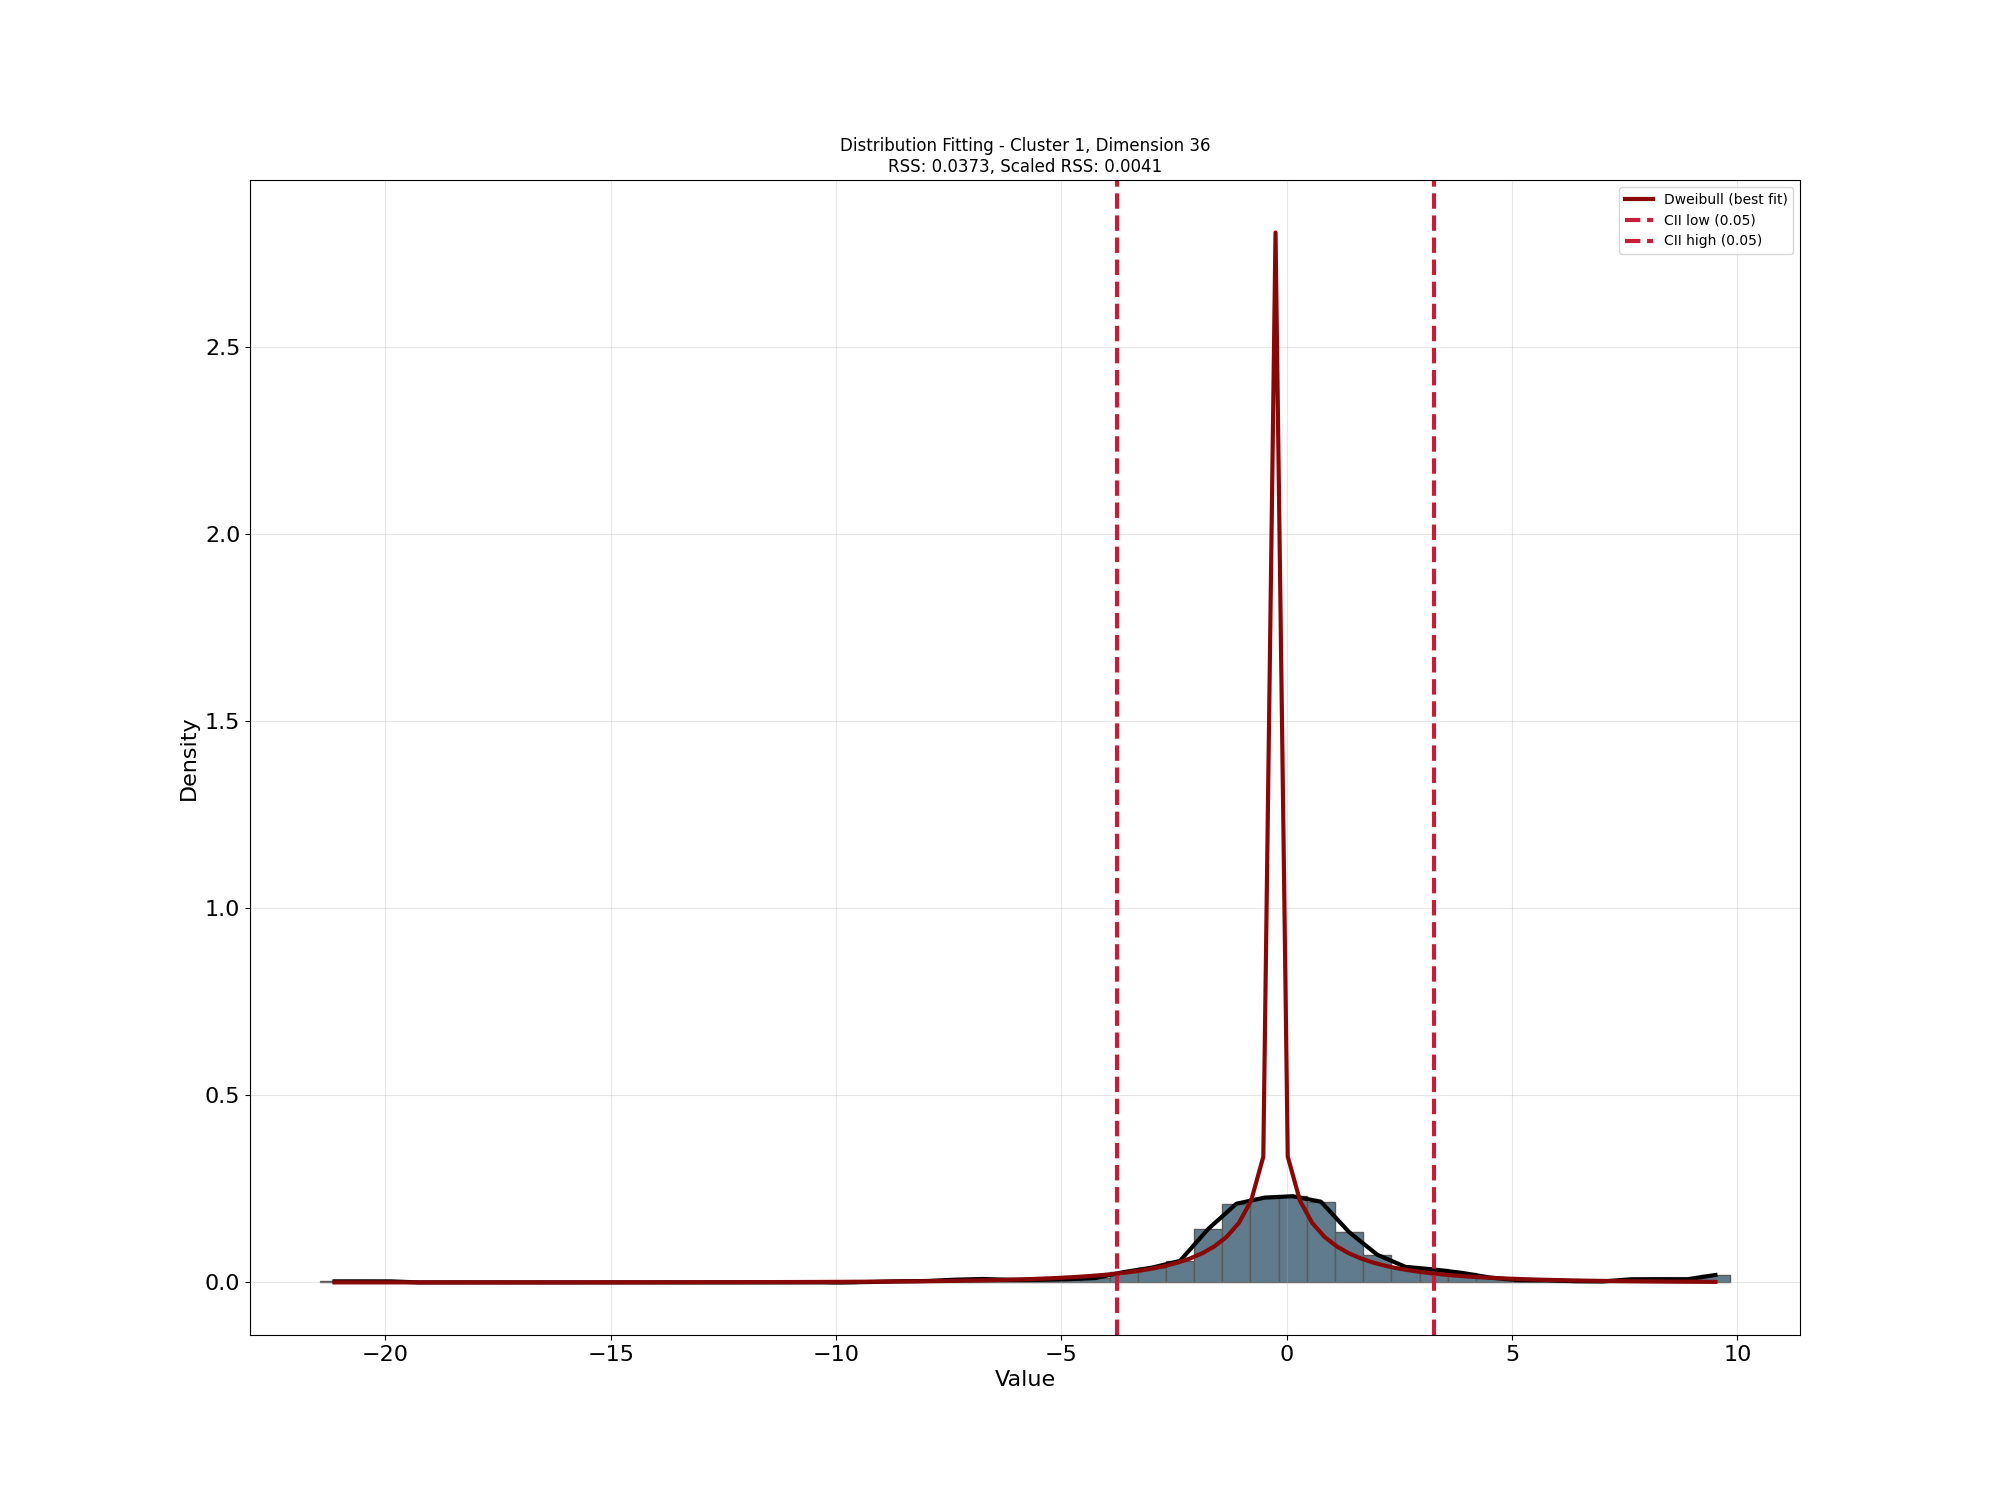 Distribution Fitting - Cluster 1, Dimension 36
RSS: 0.0373, Scaled RSS: 0.0041
Dweibull (best fit)
CII low (0.05)
CII high (0.05)
Density
2.5
2.0
1.5
1.0
0.5
0.0
−20
−15
−10
−5
0
5
10
Value